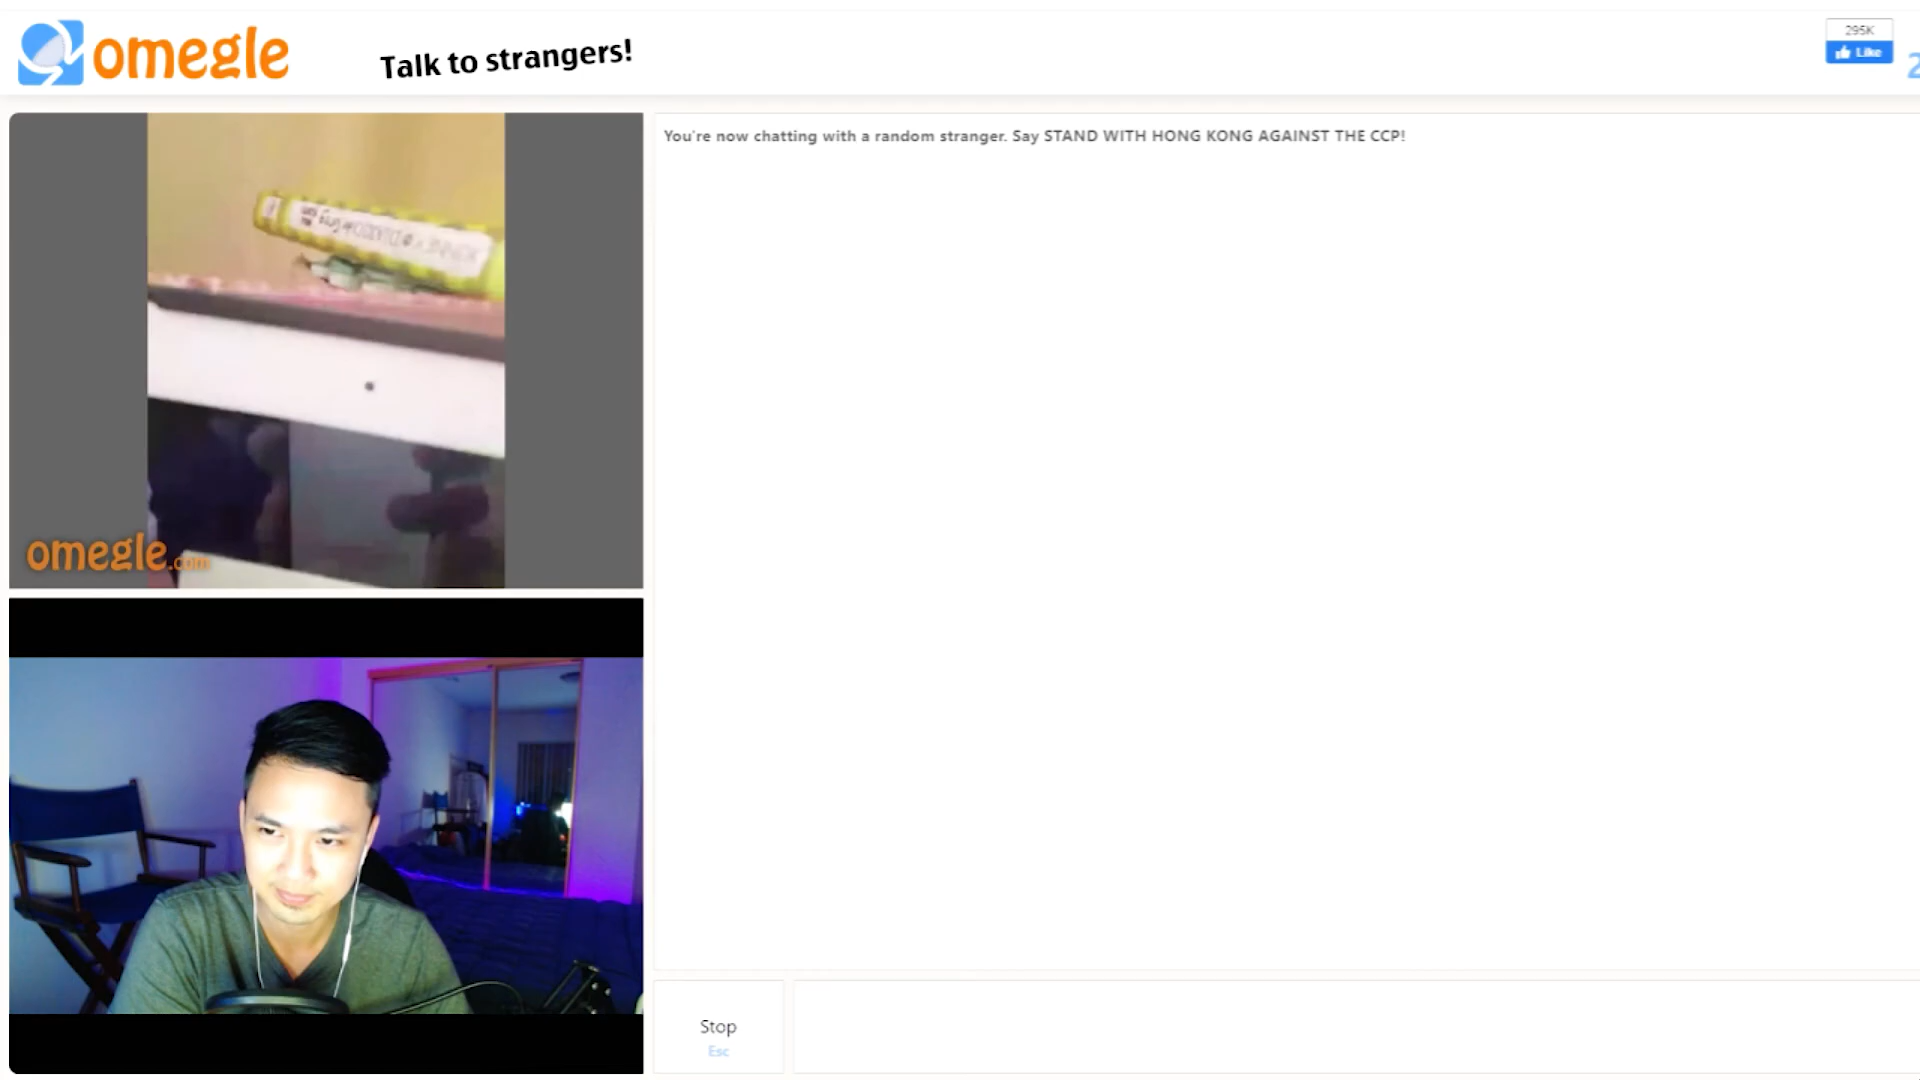 omegle
Talk to strangers!
295K
Like
2
You're now chatting with a random stranger. Say STAND WITH HONG KONG AGAINST THE CCP!
omegle.com
Stop
Esc